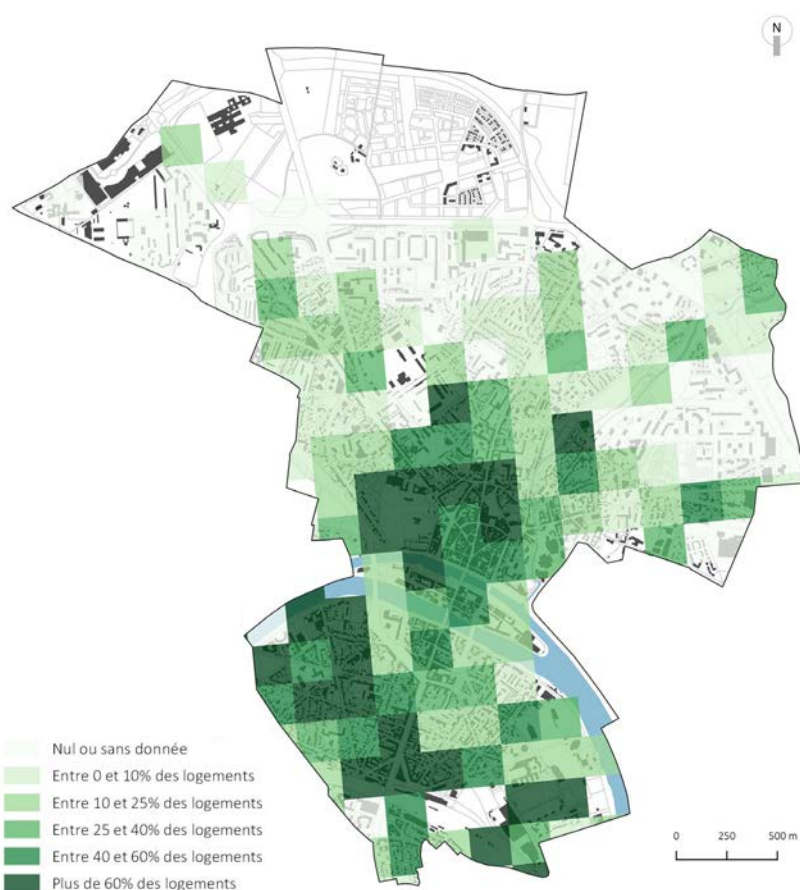 N
Nul ou sans donnée
Entre 0 et 10% des logements
Entre 10 et 25% des logements
Entre 25 et 40% des logements
Entre 40 et 60% des logements
Plus de 60% des logements
0 250 500 m